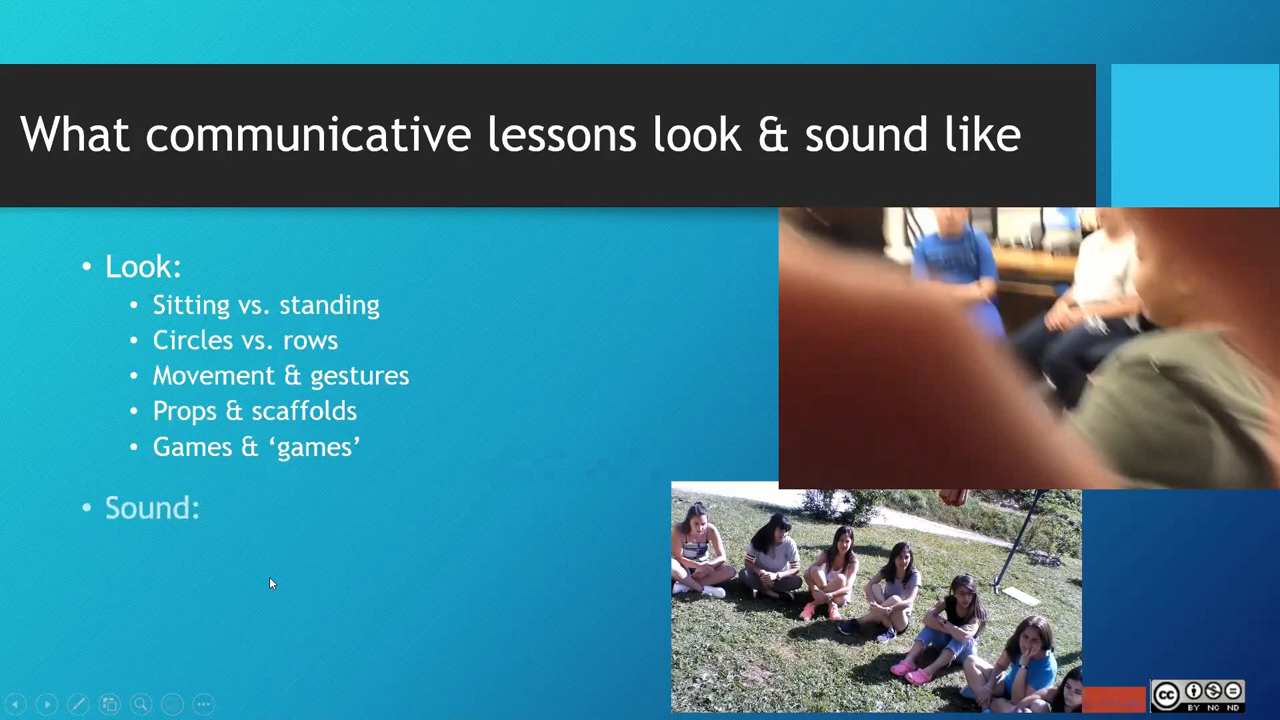 What communicative lessons look & sound like
• Look:
• Sitting vs. standing
• Circles vs. rows
• Movement & gestures
• Props & scaffolds
• Games & ‘games’
• Sound:
CC
BY NC ND